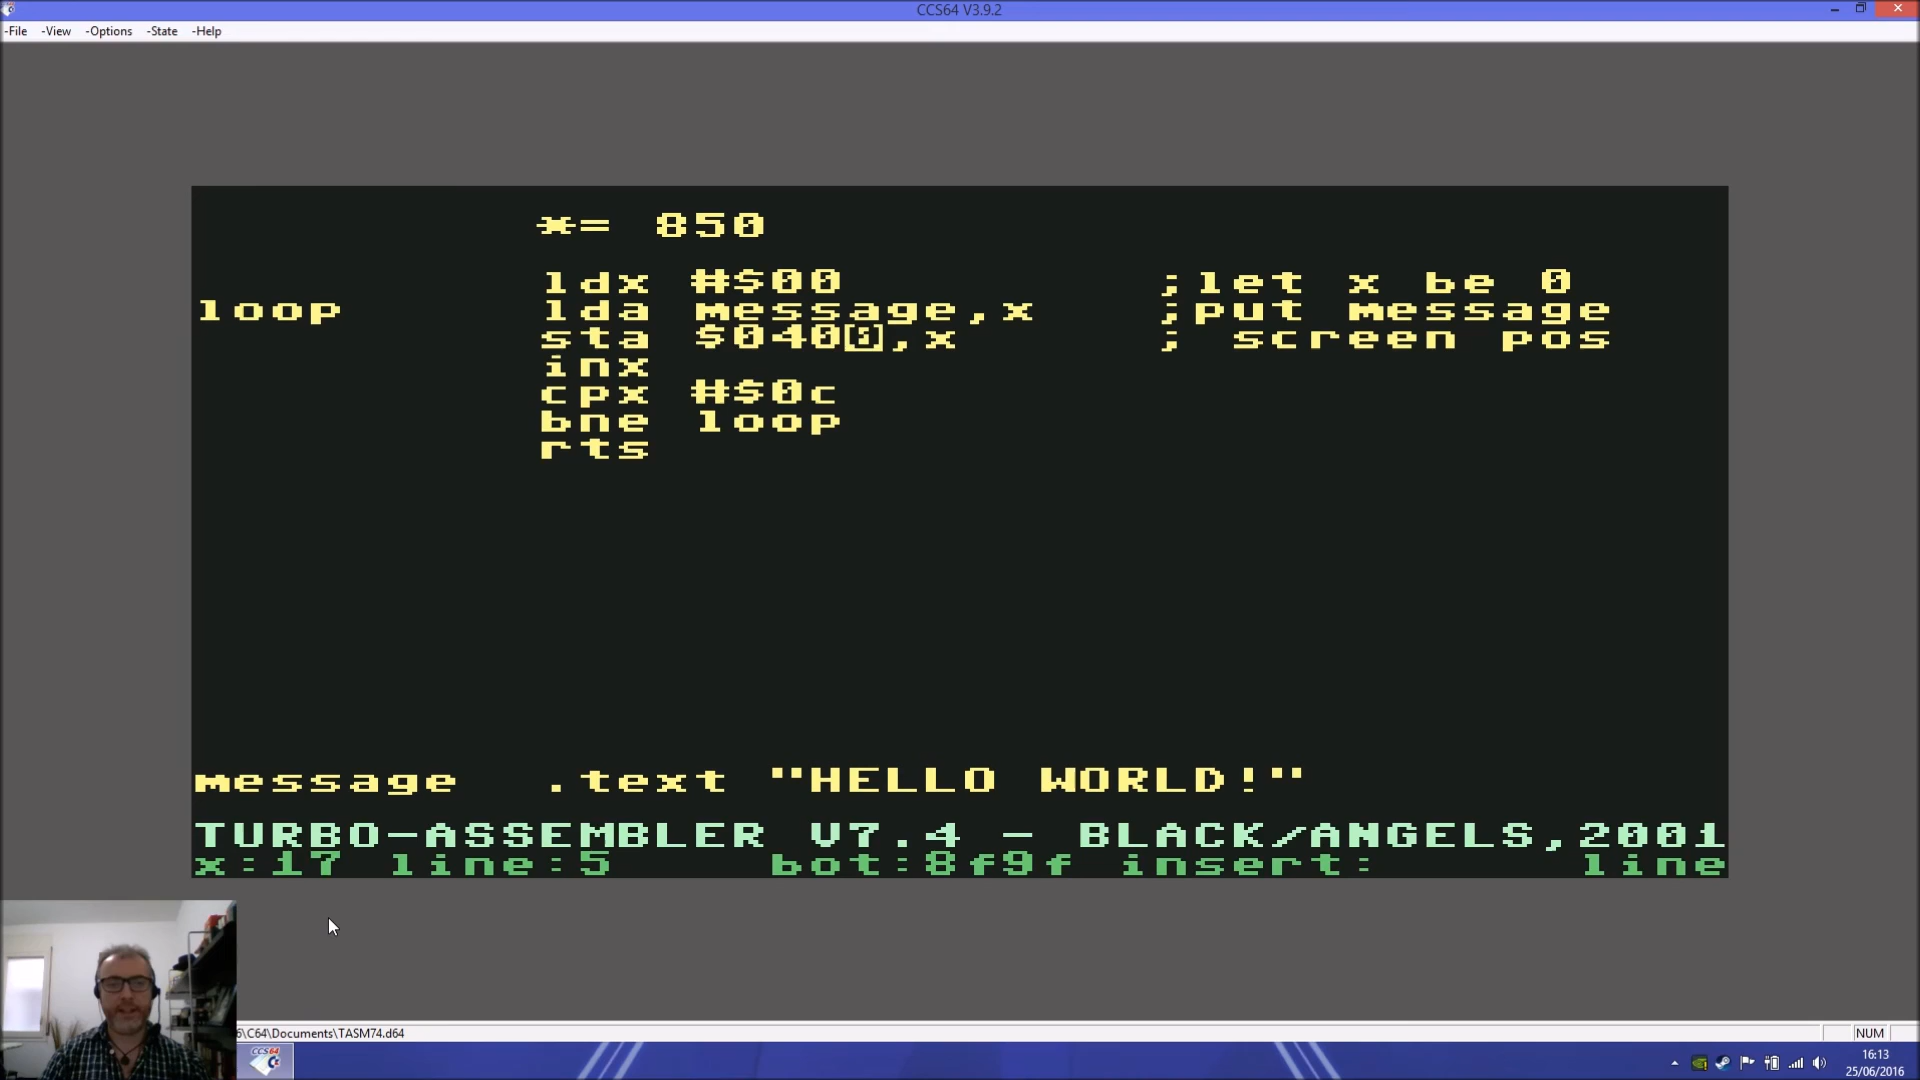 CCS64 V3.9.2
-File -View -Options -State -Help
*= 850
ldx #$00 ;let x be 0
loop lda message,x ;put message
sta $0400,x ; screen pos
inx
cpx #$0c
bne loop
rts
message .text "HELLO WORLD!"
TURBO-ASSEMBLER V7.4 - BLACK/ANGELS,2001
x:17 line:5 bot:8f9f insert: line
6\C64\Documents\TASM74.d64
NUM
CCS64
16:13
25/06/2016